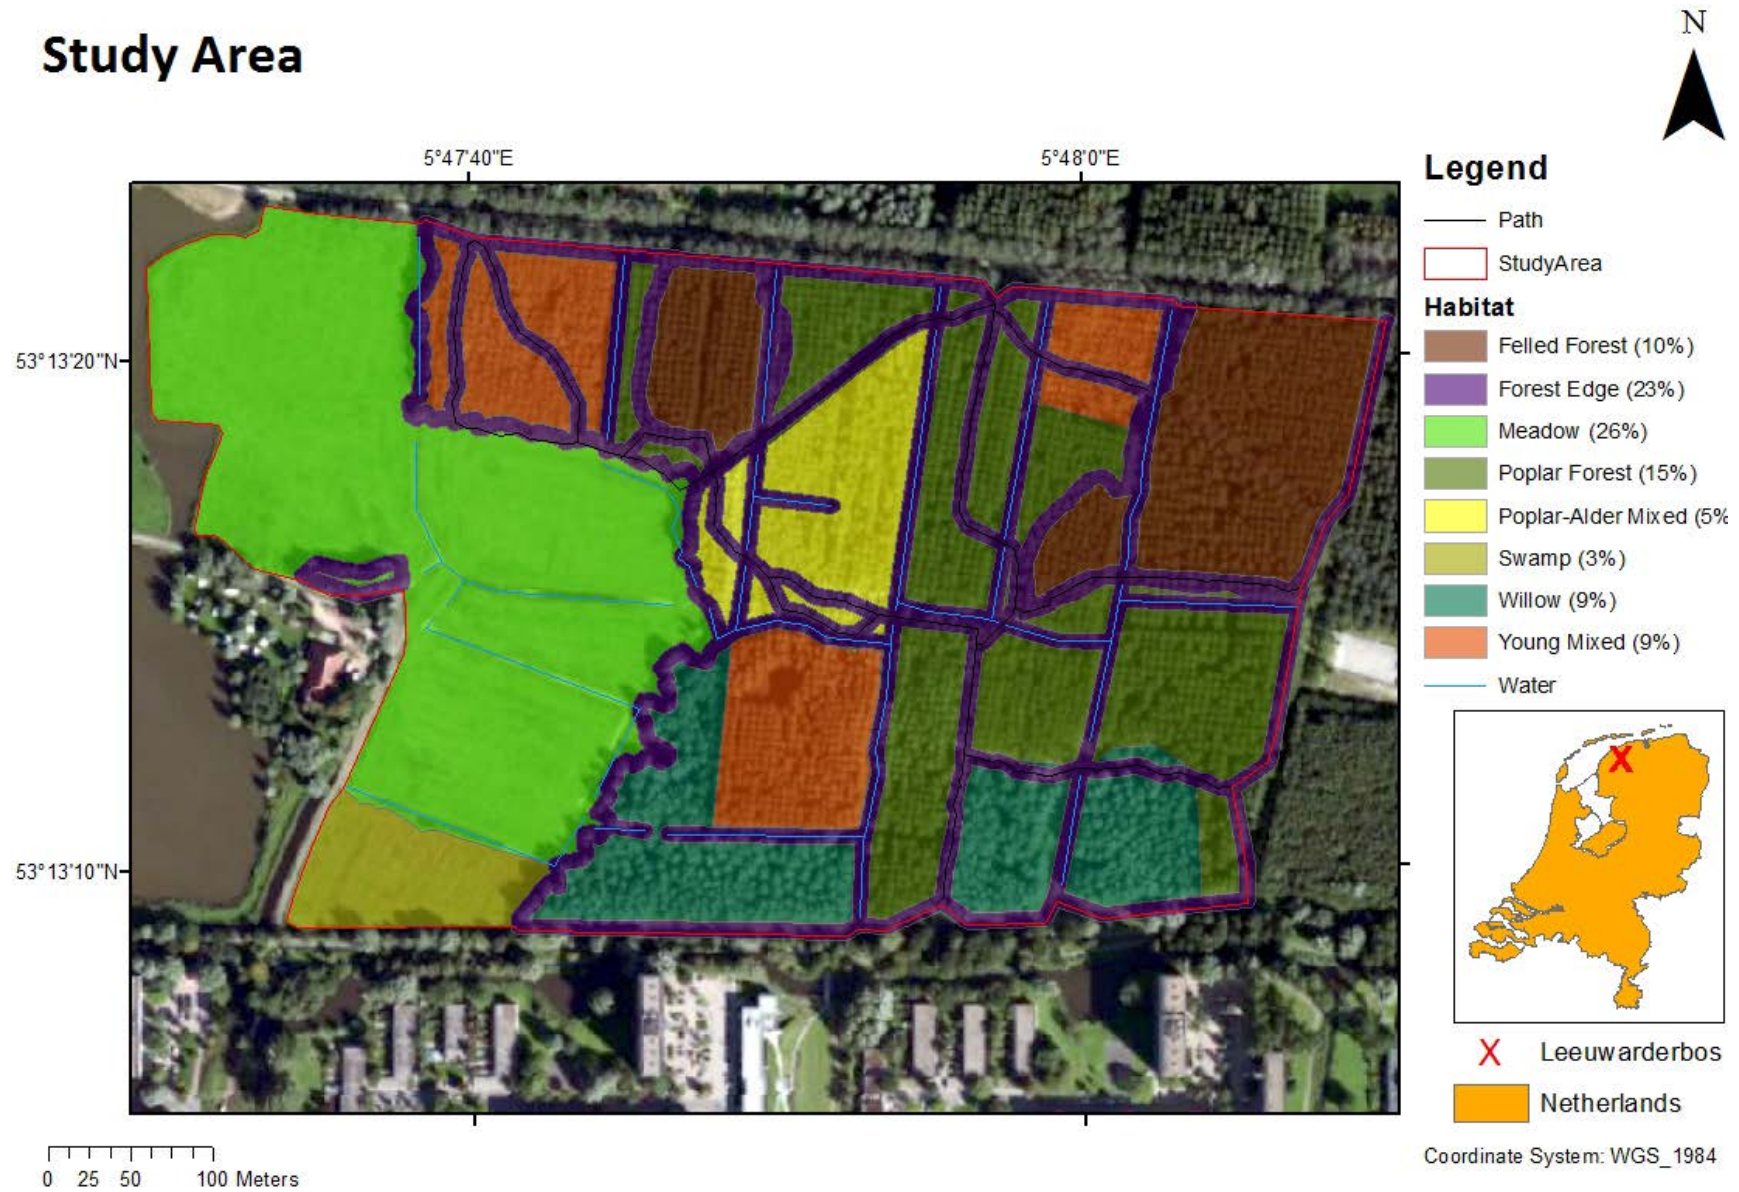 Study Area
N
5°47'40"E
5°48'0"E
53°13'20"N
53°13'10"N
Legend
Path
StudyArea
Habitat
Felled Forest (10%)
Forest Edge (23%)
Meadow (26%)
Poplar Forest (15%)
Poplar-Alder Mixed (5%
Swamp (3%)
Willow (9%)
Young Mixed (9%)
Water
X
X Leeuwarderbos
Netherlands
Coordinate System: WGS_1984
0 25 50 100 Meters